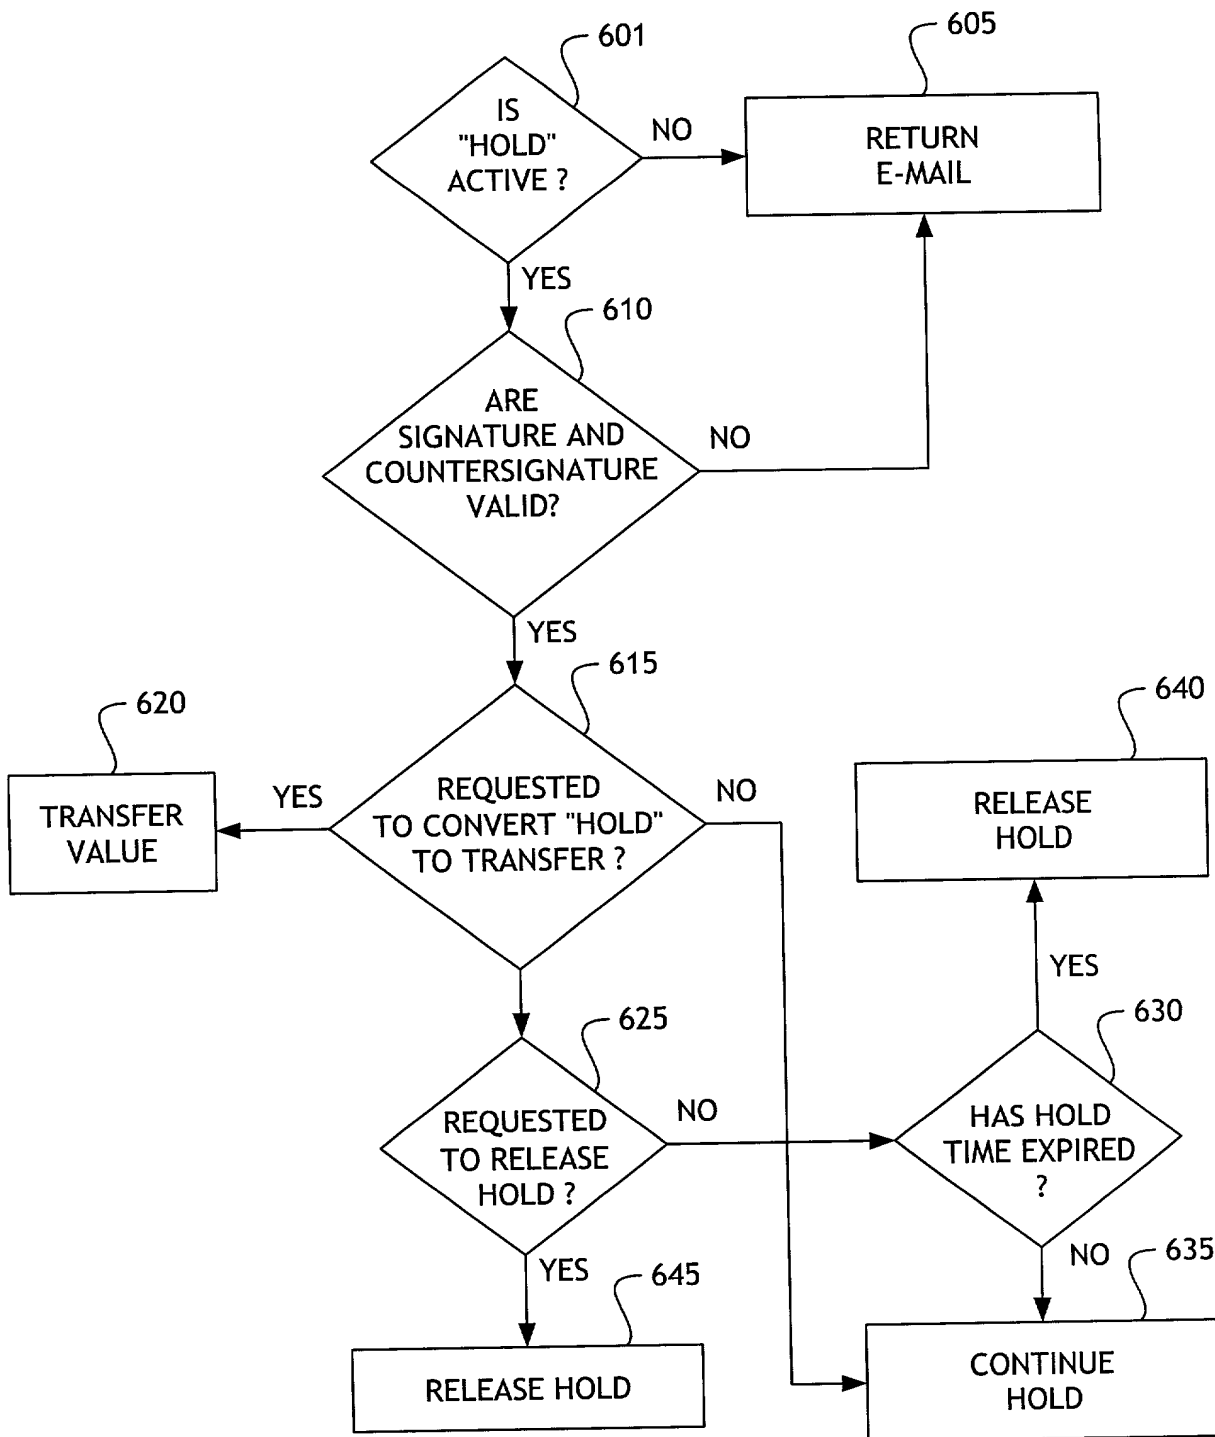 601
605
IS
"HOLD"
ACTIVE ?
NO
RETURN
E-MAIL
YES
610
ARE
SIGNATURE AND
COUNTERSIGNATURE
VALID?
NO
YES
615
620
640
TRANSFER
VALUE
YES
REQUESTED
TO CONVERT "HOLD"
TO TRANSFER ?
NO
RELEASE
HOLD
YES
625
630
REQUESTED
TO RELEASE
HOLD ?
NO
HAS HOLD
TIME EXPIRED
?
YES
NO
635
645
RELEASE HOLD
CONTINUE
HOLD